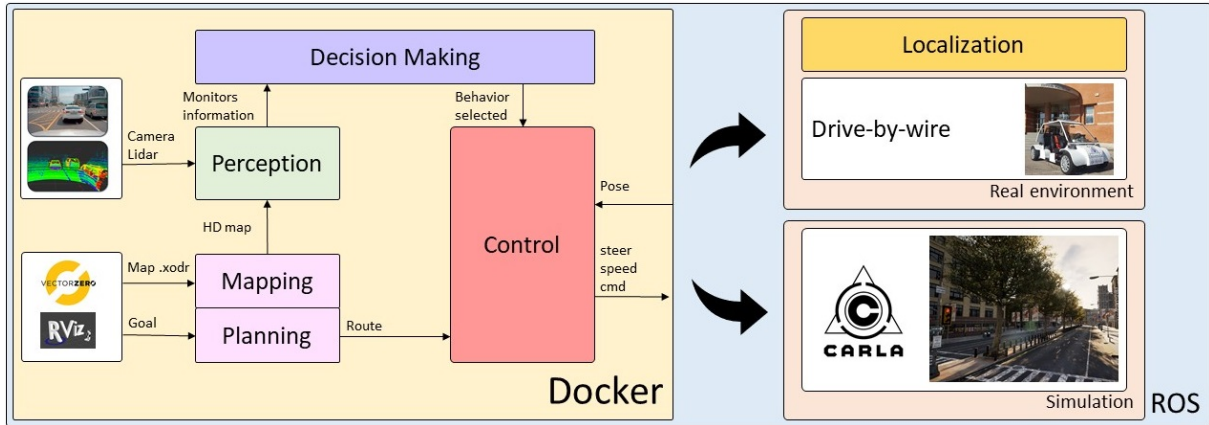 Decision Making
Monitors
information
Behavior
selected
Camera
Lidar
Perception
HD map
VECTORZERO
Map .xodr
Mapping
RViz
Goal
Planning
Route
Control
Pose
steer
speed
cmd
Docker
Localization
Drive-by-wire
Real environment
C
CARLA
Simulation
ROS